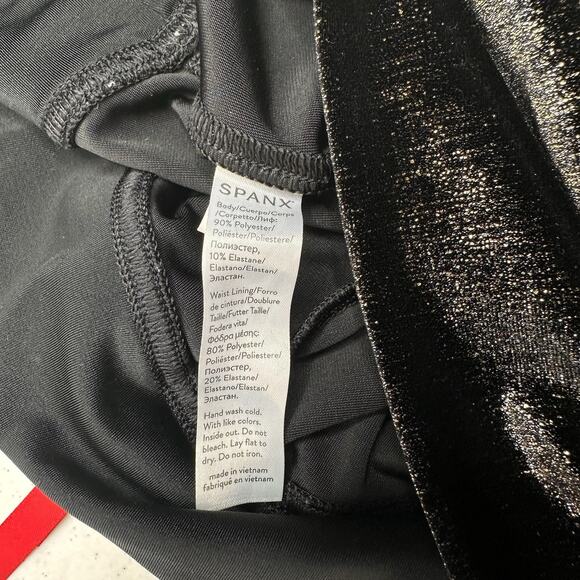 SPANX
Body/Cuerpo/Corps
/Corpetto/Лиф:
90% Polyester/
Poliéster/Poliestere/
Полиэстер,
10% Elastane/
Elastano/Elastan/
Эластан.
Waist Lining/Forro
de cintura/Doublure
Taille/Futter Taille/
Fodera vita/
Φόδρα μέσης:
80% Polyester/
Poliéster/Poliestere/
Полиэстер,
20% Elastane/
Elastano/Elastan/
Эластан.
Hand wash cold.
With like colors.
Inside out. Do not
bleach. Lay flat to
dry. Do not iron.
made in vietnam
fabriqué en vietnam